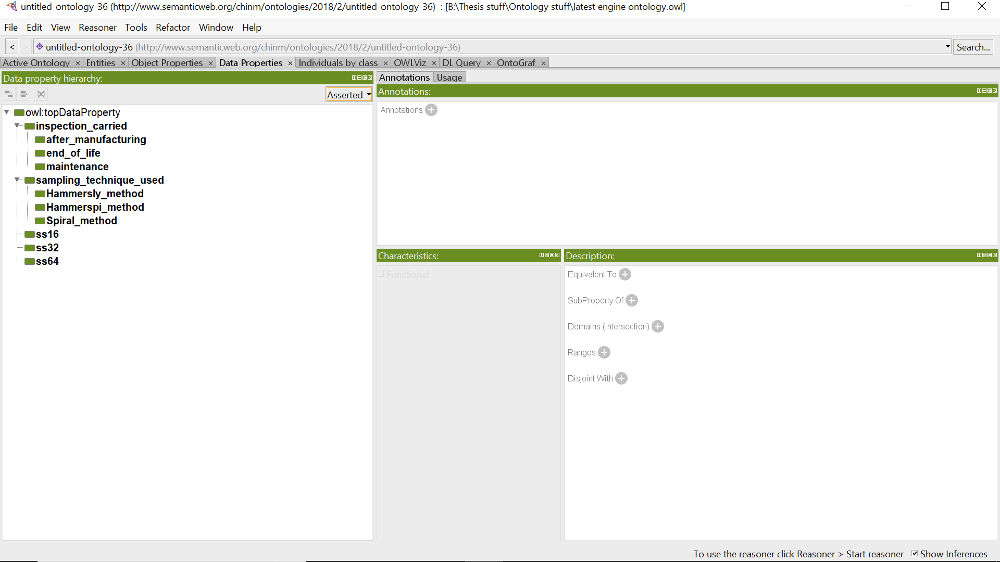 untitled-ontology-36 (http://www.semanticweb.org/chinm/ontologies/2018/2/untitled-ontology-36)  : [B:\Thesis stuff\Ontology stuff\latest engine ontology.owl]
File Edit View Reasoner Tools Refactor Window Help
< > untitled-ontology-36 (http://www.semanticweb.org/chinm/ontologies/2018/2/untitled-ontology-36) Search...
Active Ontology × Entities × Object Properties × Data Properties × Individuals by class × OWLViz × DL Query × OntoGraf ×
Data property hierarchy:
Asserted
owl:topDataProperty
inspection_carried
after_manufacturing
end_of_life
maintenance
sampling_technique_used
Hammersly_method
Hammerspi_method
Spiral_method
ss16
ss32
ss64
Annotations Usage
Annotations:
Annotations
Characteristics:
Functional
Description:
Equivalent To
SubProperty Of
Domains (intersection)
Ranges
Disjoint With
To use the reasoner click Reasoner > Start reasoner Show Inferences